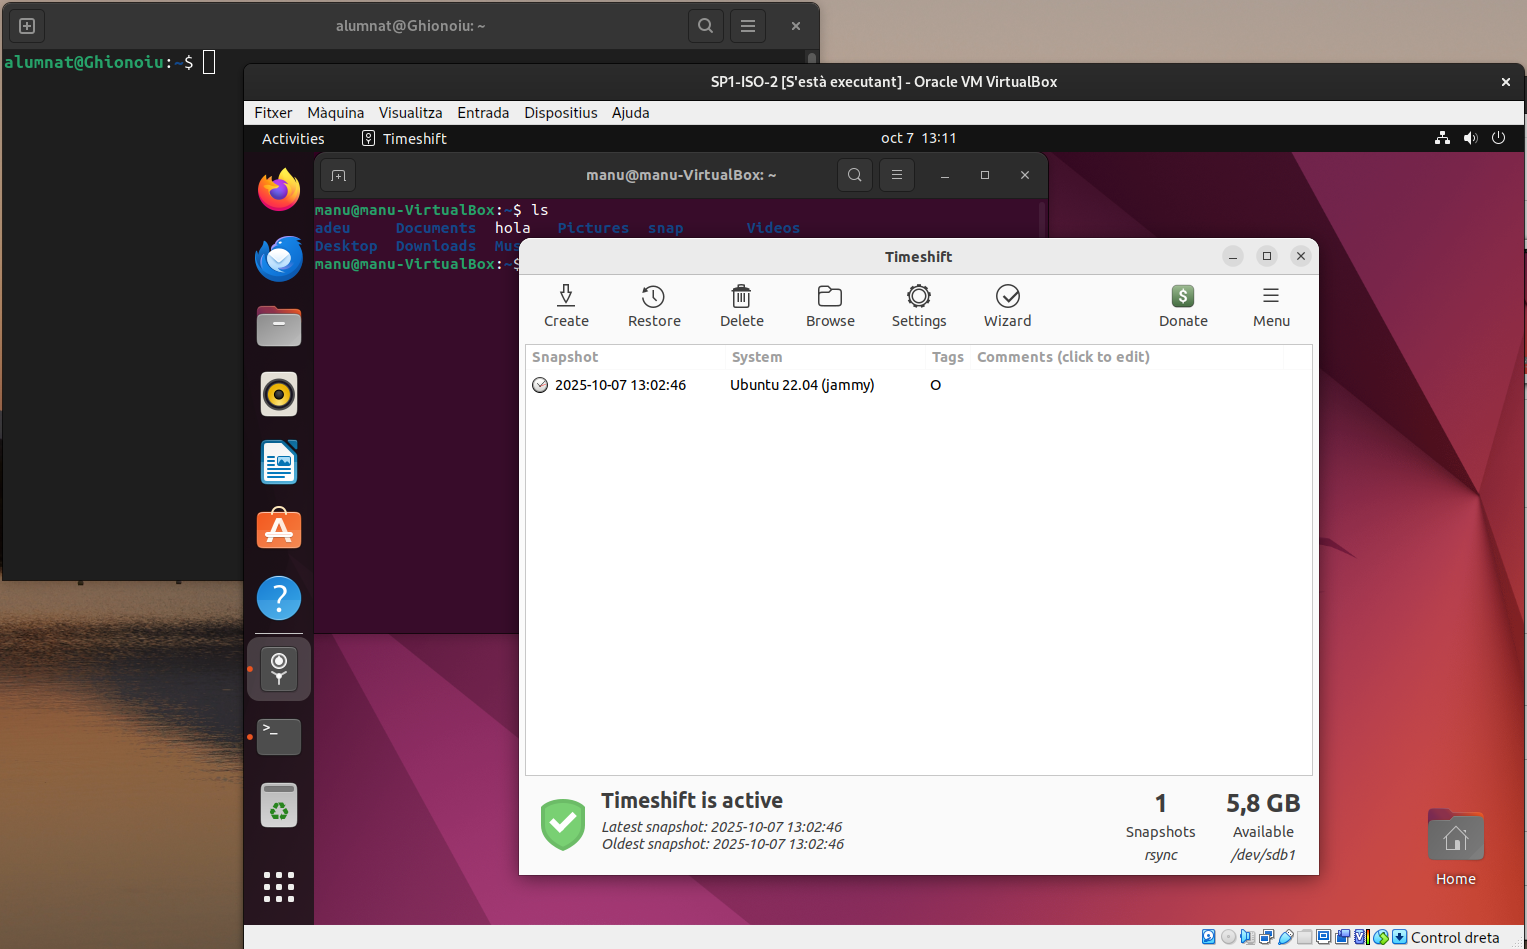 alumnat@Ghionoiu: ~
alumnat@Ghionoiu:~$
SP1-ISO-2 [S'està executant] - Oracle VM VirtualBox
Fitxer Màquina Visualitza Entrada Dispositius Ajuda
Activities Timeshift oct 7 13:11
manu@manu-VirtualBox: ~
manu@manu-VirtualBox:~$ ls
adeu Documents hola Pictures snap Videos
Desktop Downloads Mus
manu@manu-VirtualBox:~$
Timeshift
Create Restore Delete Browse Settings Wizard Donate Menu
Snapshot System Tags Comments (click to edit)
2025-10-07 13:02:46 Ubuntu 22.04 (jammy) O
Timeshift is active
Latest snapshot: 2025-10-07 13:02:46
Oldest snapshot: 2025-10-07 13:02:46
1 5,8 GB
Snapshots Available
rsync /dev/sdb1
Home
Control dreta